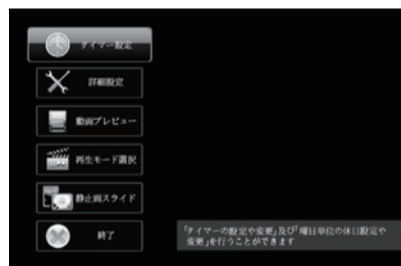 タイマー設定
詳細設定
動画プレビュー
再生モード選択
静止画スライド
終了
「タイマーの設定や変更」及び「曜日単位の休日設定や
変更」を行うことができます